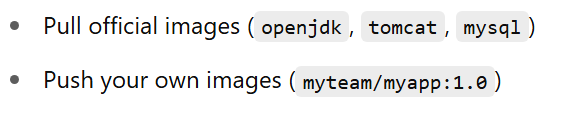 • Pull official images (openjdk, tomcat, mysql)
• Push your own images (myteam/myapp:1.0)